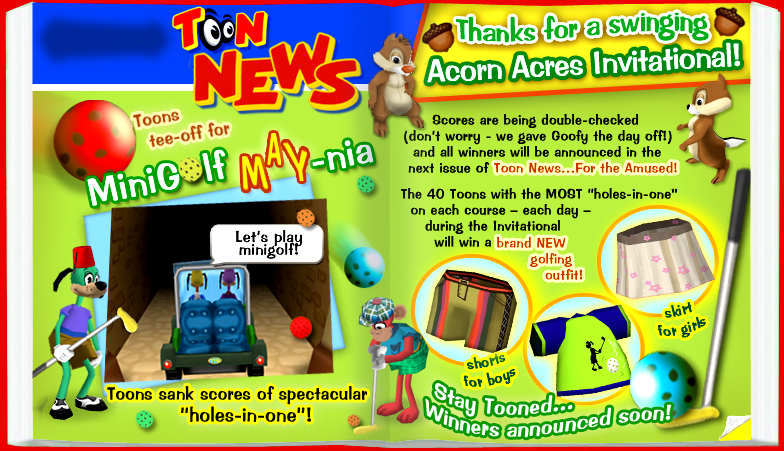 TOON
NEWS
Toons
tee-off for
MiniGolf MAY-nia
Let's play
minigolf!
Toons sank scores of spectacular
"holes-in-one"!
Thanks for a swinging
Acorn Acres Invitational!
Scores are being double-checked
(don't worry - we gave Goofy the day off!)
and all winners will be announced in the
next issue of Toon News...For the Amused!
The 40 Toons with the MOST "holes-in-one"
on each course – each day –
during the Invitational
will win a brand NEW
golfing
outfit!
shorts
for boys
skirt
for girls
Stay Tooned...
Winners announced soon!